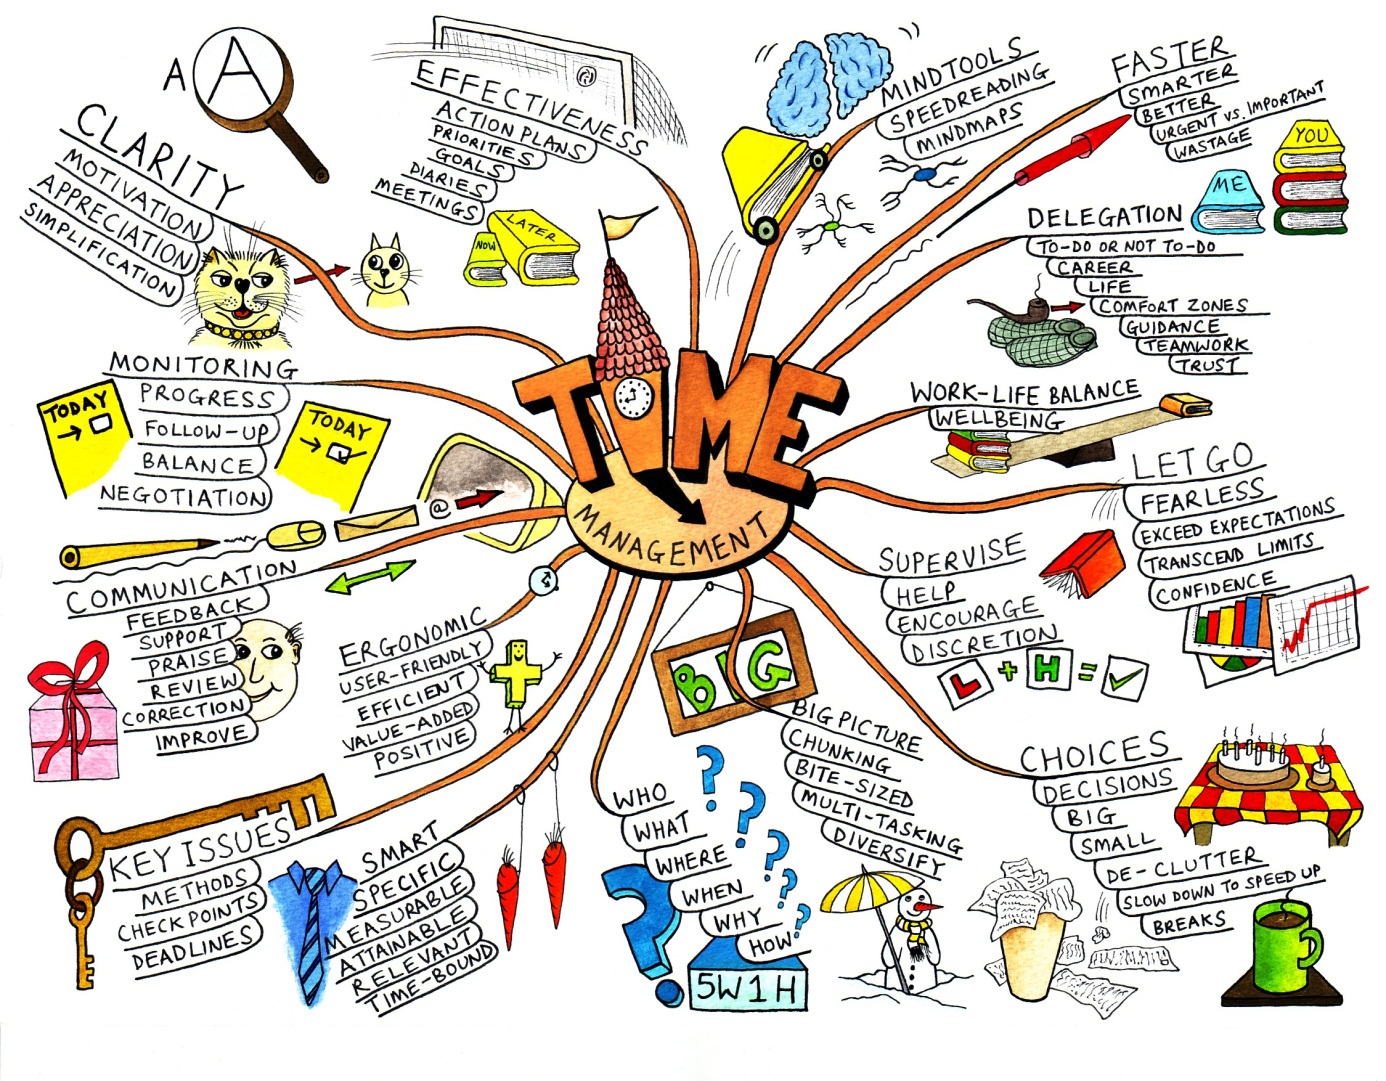 TIME
MANAGEMENT
A A
CLARITY
MOTIVATION
APPRECIATION
SIMPLIFICATION
EFFECTIVENESS
ACTION PLANS
PRIORITIES
GOALS
DIARIES
MEETINGS
NOW
LATER
MINDTOOLS
SPEEDREADING
MINDMAPS
FASTER
SMARTER
BETTER
URGENT VS. IMPORTANT
WASTAGE
YOU
ME
DELEGATION
TO-DO OR NOT TO-DO
CAREER
LIFE
COMFORT ZONES
GUIDANCE
TEAMWORK
TRUST
WORK-LIFE BALANCE
WELLBEING
LET GO
FEARLESS
EXCEED EXPECTATIONS
TRANSCEND LIMITS
CONFIDENCE
SUPERVISE
HELP
ENCOURAGE
DISCRETION
L + H =
CHOICES
DECISIONS
BIG
SMALL
DE-CLUTTER
SLOW DOWN TO SPEED UP
BREAKS
BIG
BIG PICTURE
CHUNKING
BITE-SIZED
MULTI-TASKING
DIVERSIFY
WHO
WHAT
WHERE
WHEN
WHY
HOW
? ? ? ? ? ?
5W1H
SMART
SPECIFIC
MEASURABLE
ATTAINABLE
RELEVANT
TIME-BOUND
KEY ISSUES
METHODS
CHECKPOINTS
DEADLINES
ERGONOMIC
USER-FRIENDLY
EFFICIENT
VALUE-ADDED
POSITIVE
COMMUNICATION
FEEDBACK
SUPPORT
PRAISE
REVIEW
CORRECTION
IMPROVE
@
MONITORING
PROGRESS
FOLLOW-UP
BALANCE
NEGOTIATION
TODAY
TODAY